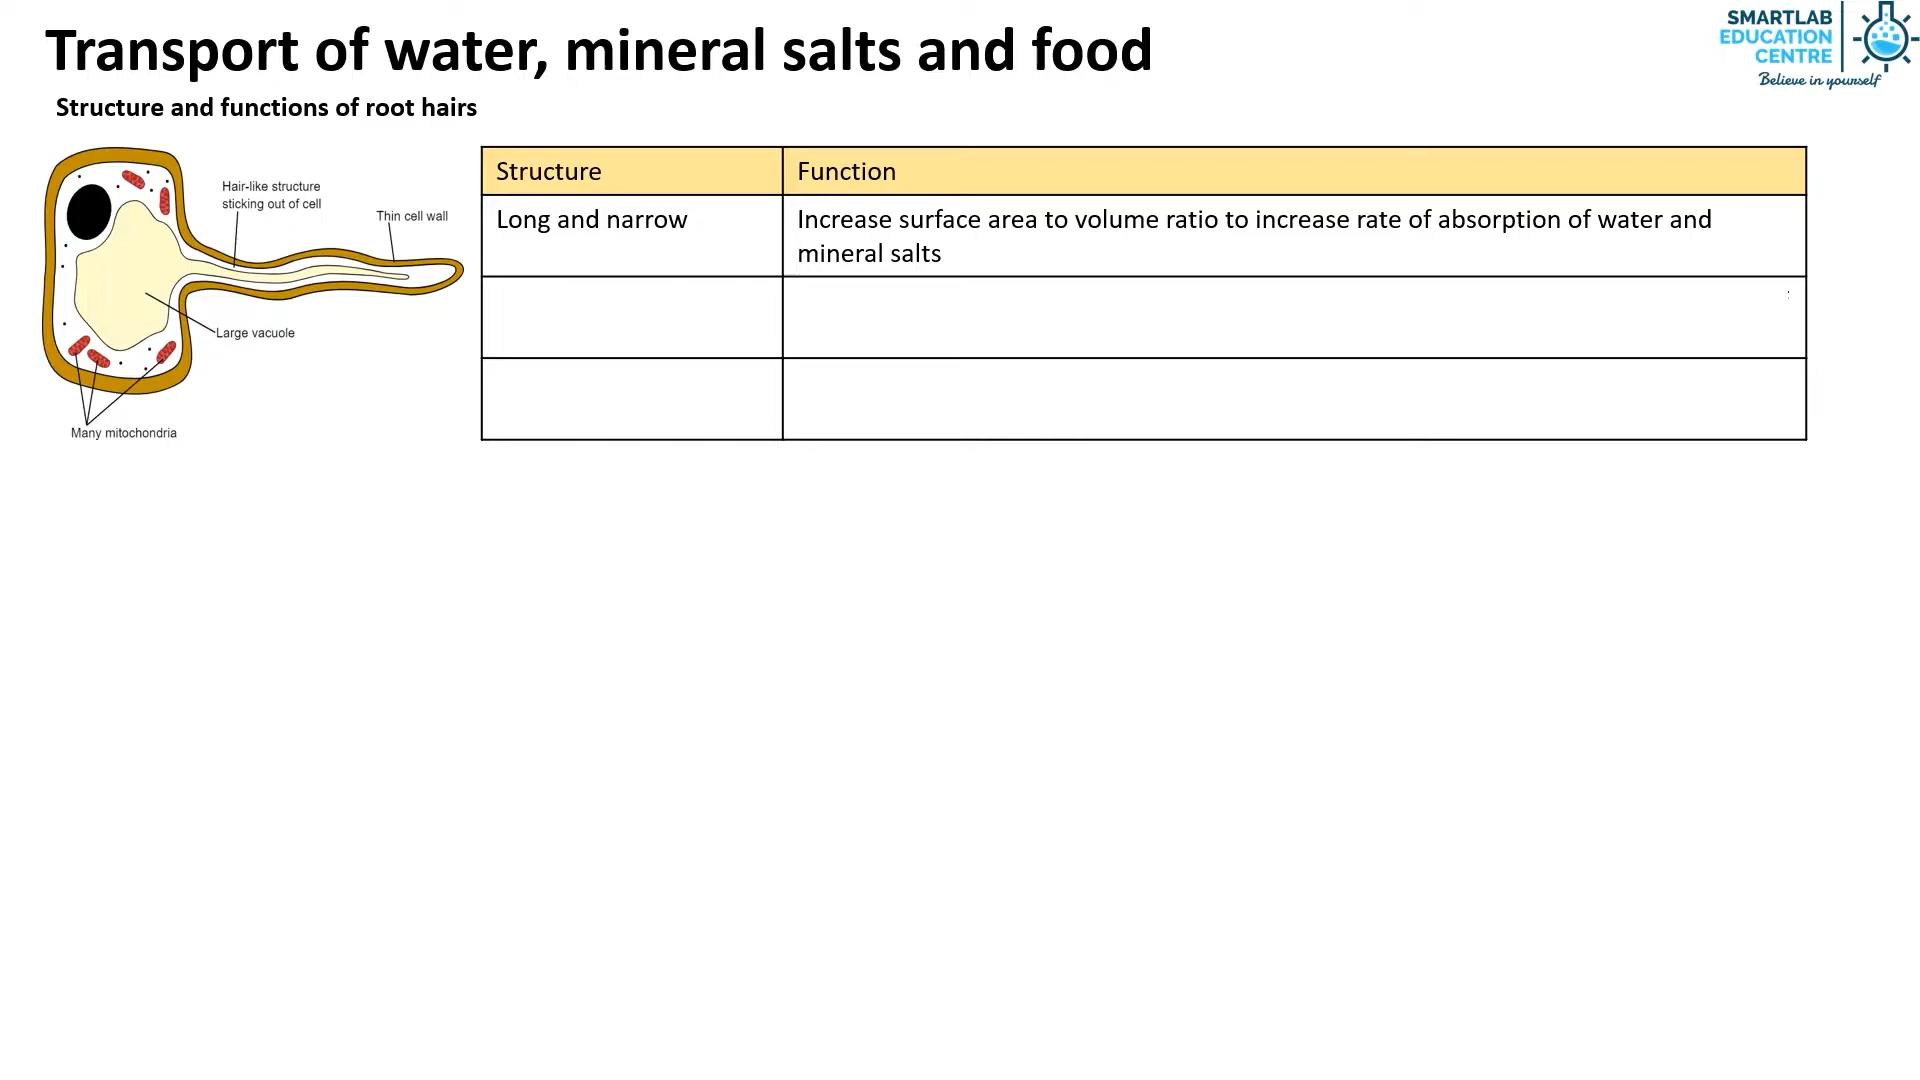 Transport of water, mineral salts and food
SMARTLAB
EDUCATION
CENTRE
Believe in yourself
Structure and functions of root hairs
Hair-like structure
sticking out of cell
Thin cell wall
Large vacuole
Many mitochondria
Structure
Function
Long and narrow
Increase surface area to volume ratio to increase rate of absorption of water and
mineral salts